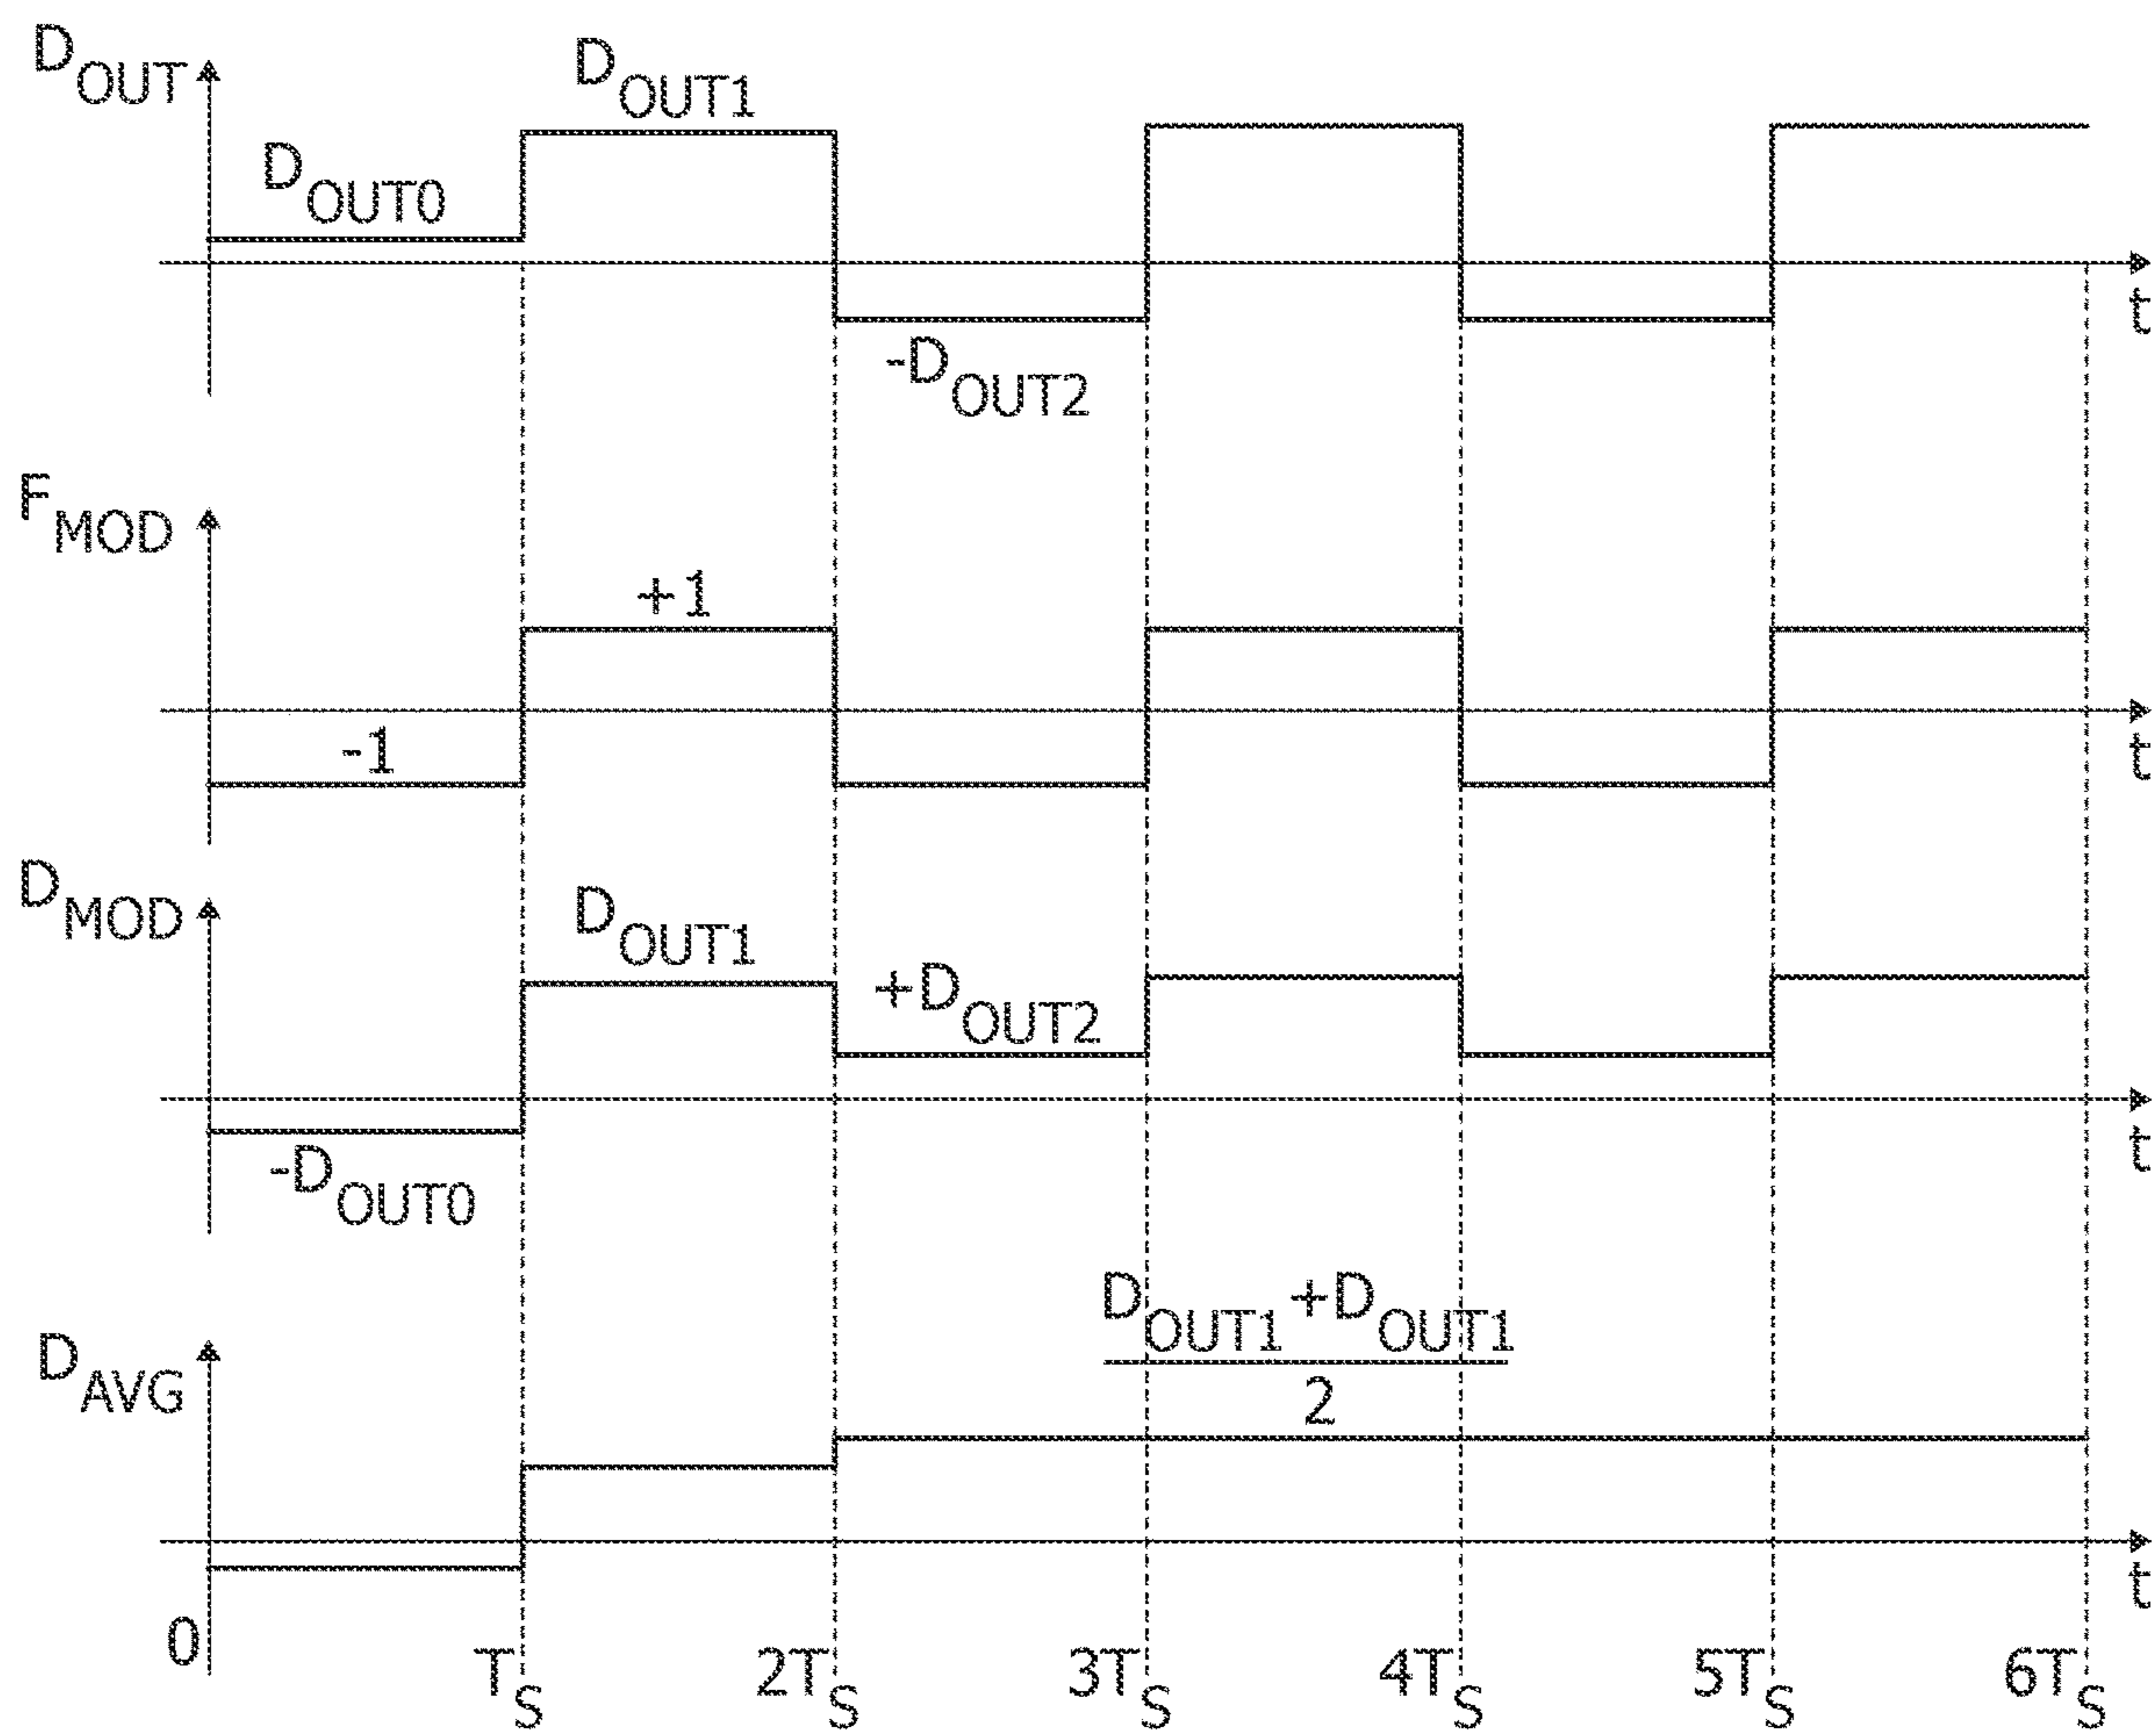 DOUT
DOUT1
DOUT0
t
-DOUT2
FMOD
+1
-1
t
DMOD
DOUT1
+DOUT2
-DOUT0
t
DOUT1+DOUT1
2
DAVG
t
0 TS 2TS 3TS 4TS 5TS 6TS